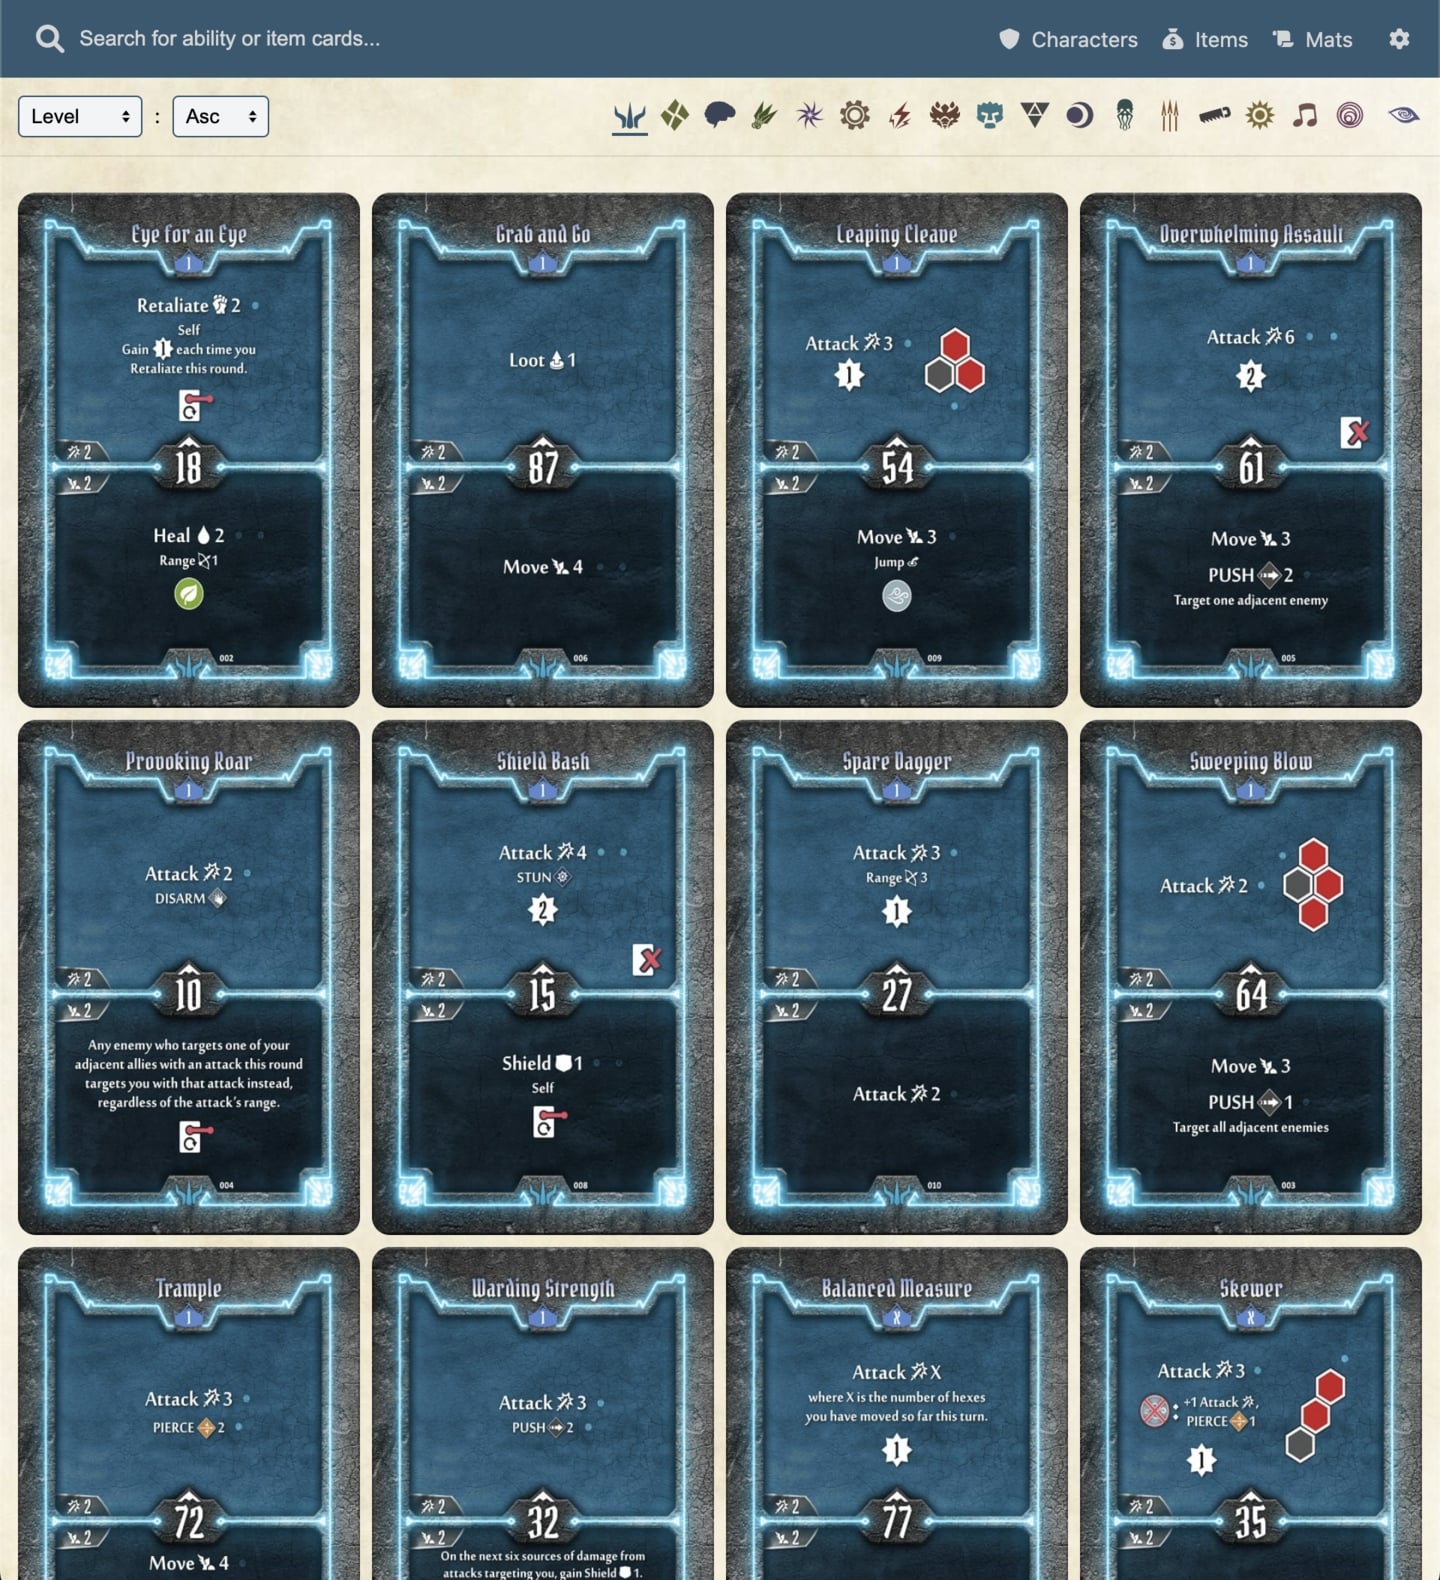 Search for ability or item cards...
Characters
Items
Mats
Level
:
Asc
Eye for an Eye
1
Retaliate 2
Self
Gain 1 each time you
Retaliate this round.
2
18
2
Heal 2
Range 1
002
Grab and Go
1
Loot 1
2
87
2
Move 4
006
Leaping Cleave
1
Attack 3
1
2
54
2
Move 3
Jump
009
Overwhelming Assault
1
Attack 6
2
2
61
2
Move 3
PUSH 2
Target one adjacent enemy
005
Provoking Roar
1
Attack 2
DISARM
2
10
2
Any enemy who targets one of your
adjacent allies with an attack this round
targets you with that attack instead,
regardless of the attack's range.
004
Shield Bash
1
Attack 4
STUN
2
2
15
2
Shield 1
Self
008
Spare Dagger
1
Attack 3
Range 3
1
2
27
2
Attack 2
010
Sweeping Blow
1
Attack 2
2
64
2
Move 3
PUSH 1
Target all adjacent enemies
003
Trample
1
Attack 3
PIERCE 2
2
72
2
Move 4
Warding Strength
1
Attack 3
PUSH 2
2
32
2
On the next six sources of damage from
attacks targeting you, gain Shield 1.
Balanced Measure
X
Attack X
where X is the number of hexes
you have moved so far this turn.
1
2
77
2
Skewer
X
Attack 3
: +1 Attack,
PIERCE 1
1
2
35
2